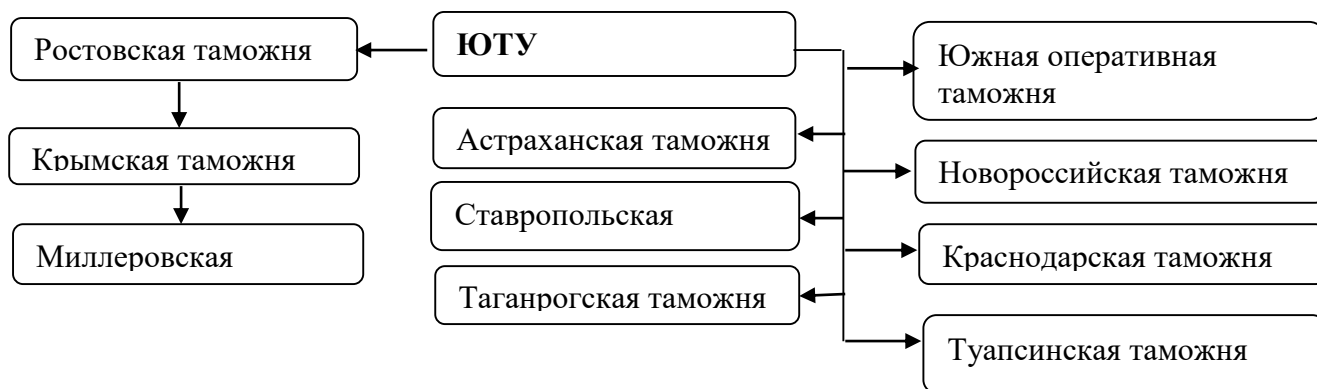 Ростовская таможня
Крымская таможня
Миллеровская
ЮТУ
Астраханская таможня
Ставропольская
Таганрогская таможня
Южная оперативная
таможня
Новороссийская таможня
Краснодарская таможня
Туапсинская таможня